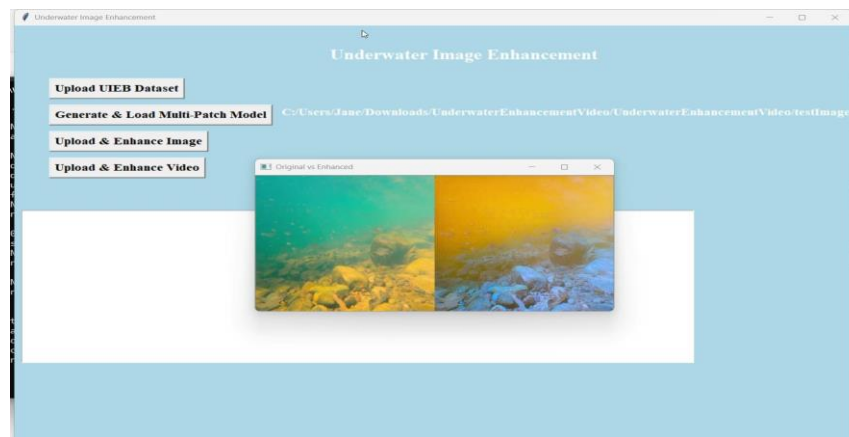 Underwater Image Enhancement
Underwater Image Enhancement
Upload UIEB Dataset
Generate & Load Multi-Patch Model
C:/Users/Jane/Downloads/UnderwaterEnhancementVideo/UnderwaterEnhancementVideo/testImage
Upload & Enhance Image
Upload & Enhance Video
Original vs Enhanced